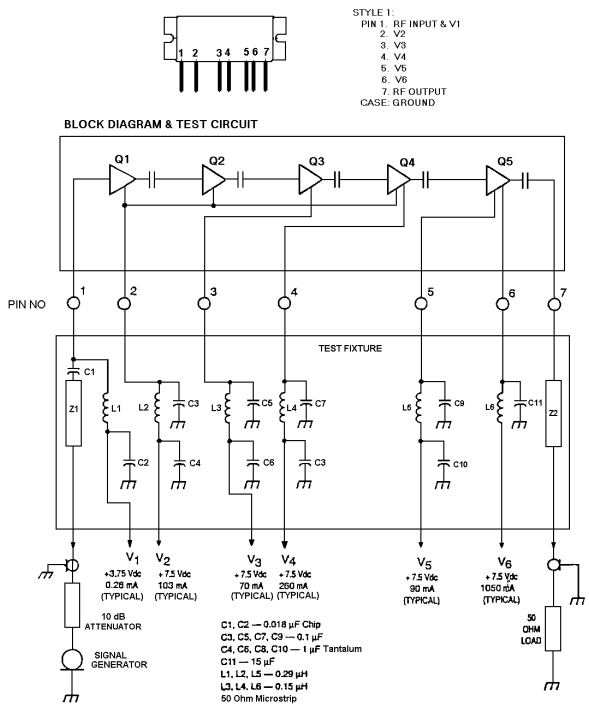 STYLE 1:
PIN 1. RF INPUT & V1
2. V2
3. V3
4. V4
5. V5
6. V6
7. RF OUTPUT
CASE: GROUND
1 2 3 4 5 6 7
BLOCK DIAGRAM & TEST CIRCUIT
Q1 Q2 Q3 Q4 Q5
PIN NO 1 2 3 4 5 6 7
TEST FIXTURE
C1
Z1 L1 L2 C3 L3 C5 L4 C7 L5 C9 L6 C11 Z2
C2 C4 C6 C3 C10
V1 V2 V3 V4 V5 V6
+3.75 Vdc +7.5 Vdc +7.5 Vdc +7.5 Vdc +7.5 Vdc +7.5 Vdc
0.26 mA 103 mA 70 mA 260 mA 90 mA 1050 mA
(TYPICAL) (TYPICAL) (TYPICAL) (TYPICAL) (TYPICAL) (TYPICAL)
10 dB
ATTENUATOR
SIGNAL
GENERATOR
50
OHM
LOAD
C1, C2 — 0.018 µF Chip
C3, C5, C7, C9 — 0.1 µF
C4, C6, C8, C10 — 1 µF Tantalum
C11 — 15 µF
L1, L2, L5 — 0.29 µH
L3, L4, L6 — 0.15 µH
50 Ohm Microstrip